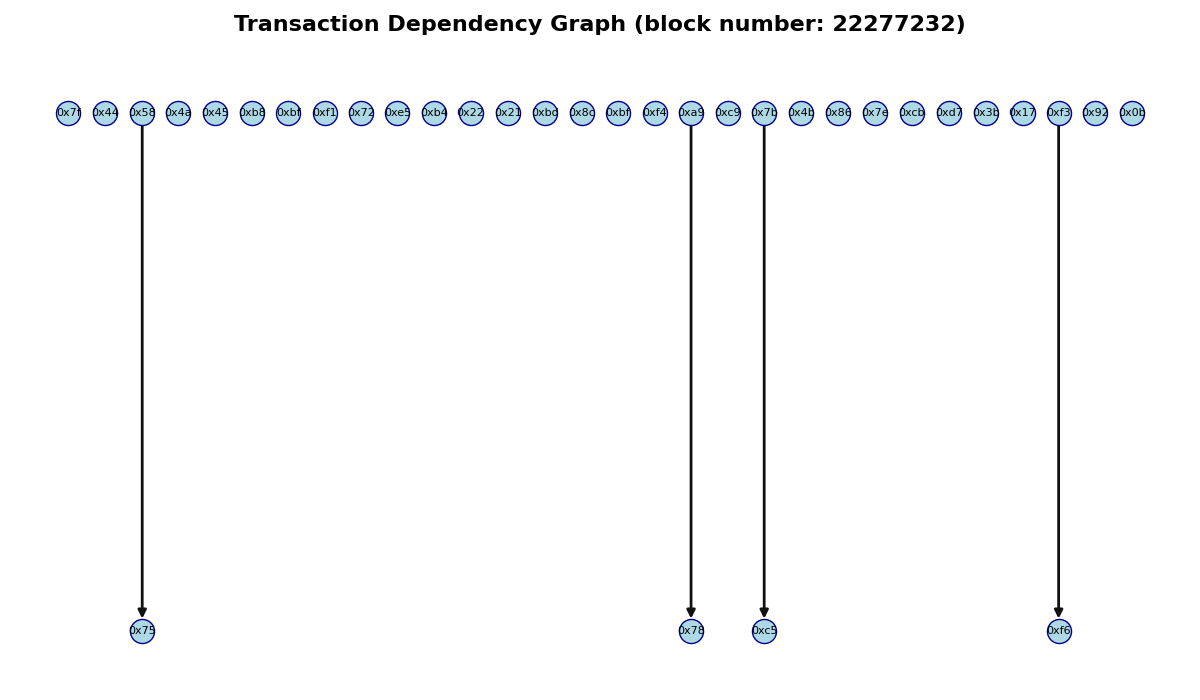 Transaction Dependency Graph (block number: 22277232)
0x7f 0x44 0x58 0x4a 0x45 0xb8 0xbf 0xf1 0x72 0xe5 0xb4 0x22 0x21 0xbd 0x8c 0xbf 0xf4 0xa9 0xc9 0x7b 0x4b 0x86 0x7e 0xcb 0xd7 0x3b 0x17 0xf3 0x92 0x0b
0x75 0x78 0xc5 0xf6